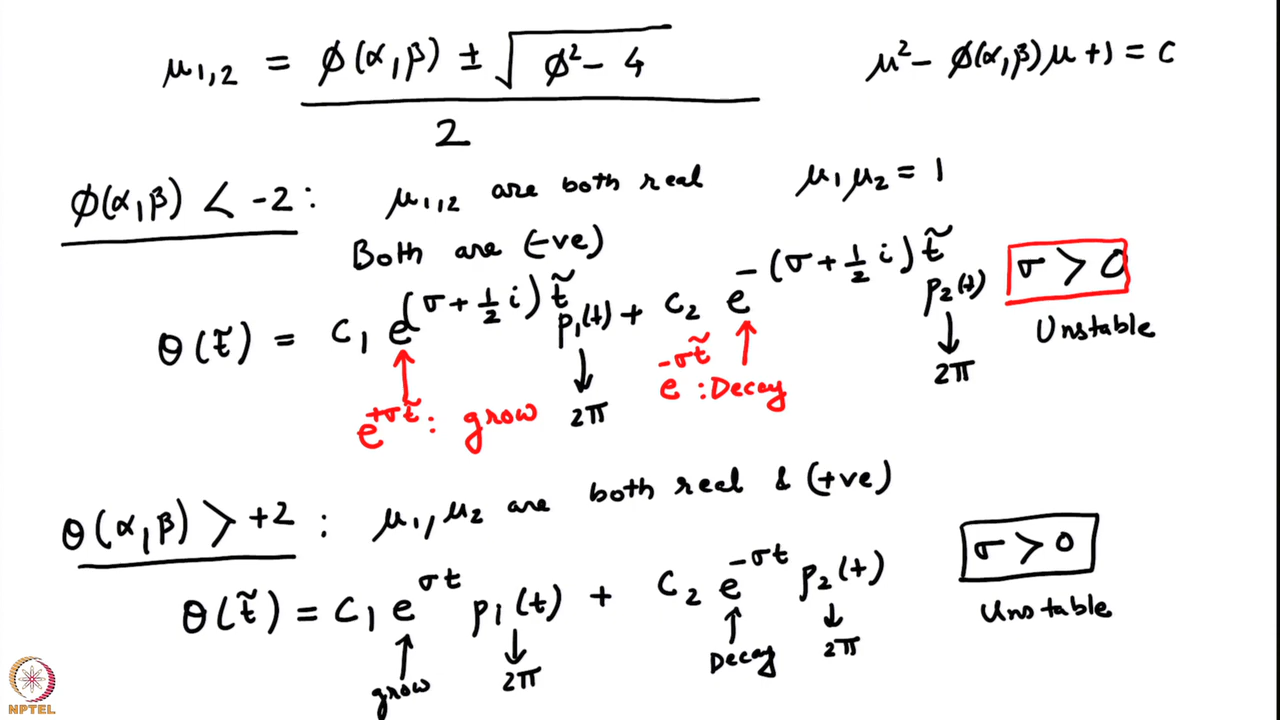 μ₁,₂ = (ϕ(α,β) ± √(ϕ² − 4)) / 2    μ² − ϕ(α,β)μ + 1 = C
ϕ(α,β) < -2 : μ₁,₂ are both real    μ₁ μ₂ = 1
Both are (-ve)
θ(t̃) = C₁ e^{(σ + ½ i) t̃} p₁(t) + C₂ e^{−(σ + ½ i) t̃} p₂(t)    σ > 0
Unstable
e^{+σt̃} : grow    2π    e^{−σt̃} : Decay    2π
θ(α,β) > +2 : μ₁, μ₂ are both real & (+ve)
θ(t̃) = C₁ e^{σt} p₁(t) + C₂ e^{−σt} p₂(t)    σ > 0
Unstable
grow    2π    Decay    2π
NPTEL